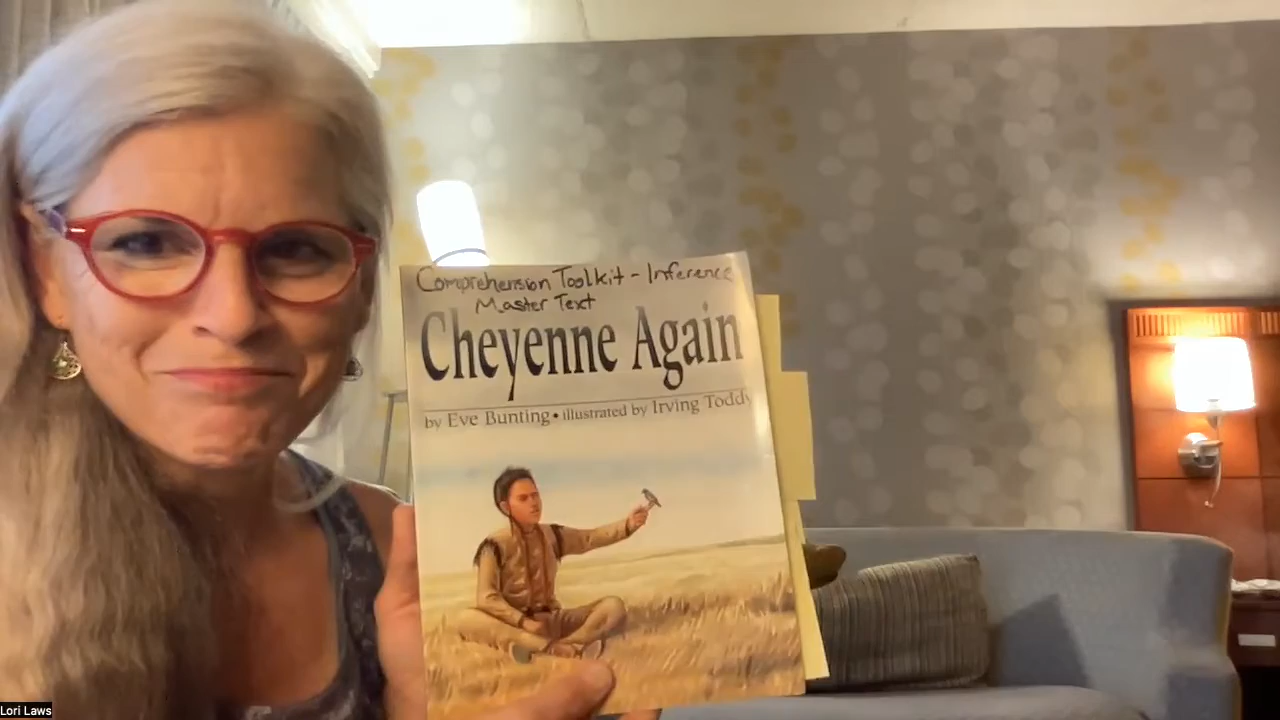 Comprehension Toolkit - Inference
Master Text
Cheyenne Again
by Eve Bunting • illustrated by Irving Toddy
Lori Laws